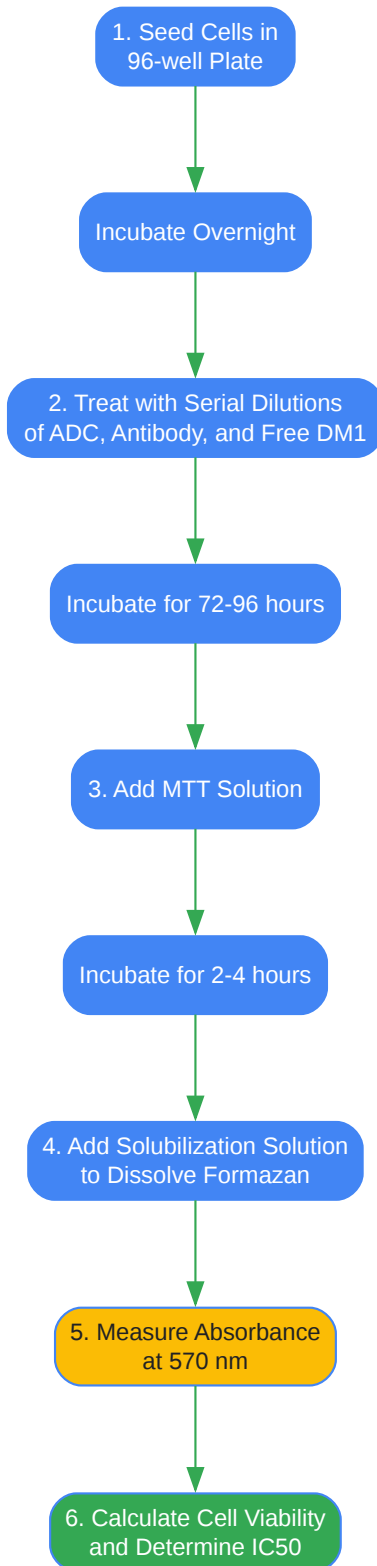 1. Seed Cells in
96-well Plate
Incubate Overnight
2. Treat with Serial Dilutions
of ADC, Antibody, and Free DM1
Incubate for 72-96 hours
3. Add MTT Solution
Incubate for 2-4 hours
4. Add Solubilization Solution
to Dissolve Formazan
5. Measure Absorbance
at 570 nm
6. Calculate Cell Viability
and Determine IC50